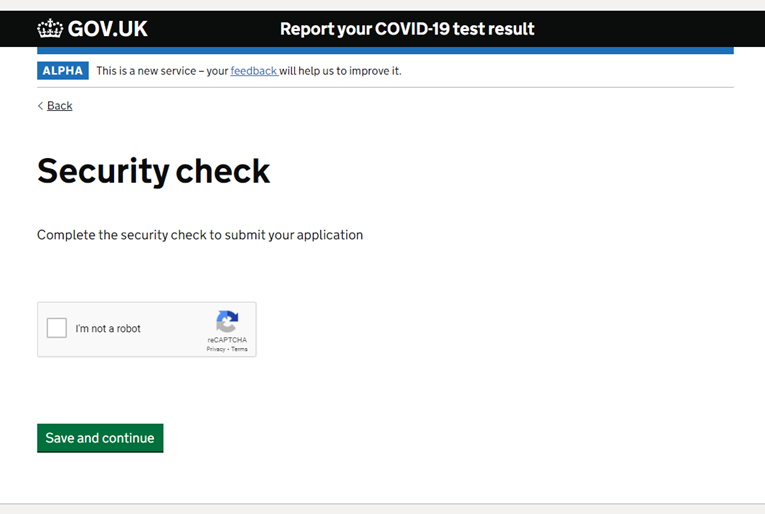 GOV.UK
Report your COVID-19 test result
ALPHA This is a new service – your feedback will help us to improve it.
Back
Security check
Complete the security check to submit your application
I'm not a robot
reCAPTCHA
Privacy - Terms
Save and continue